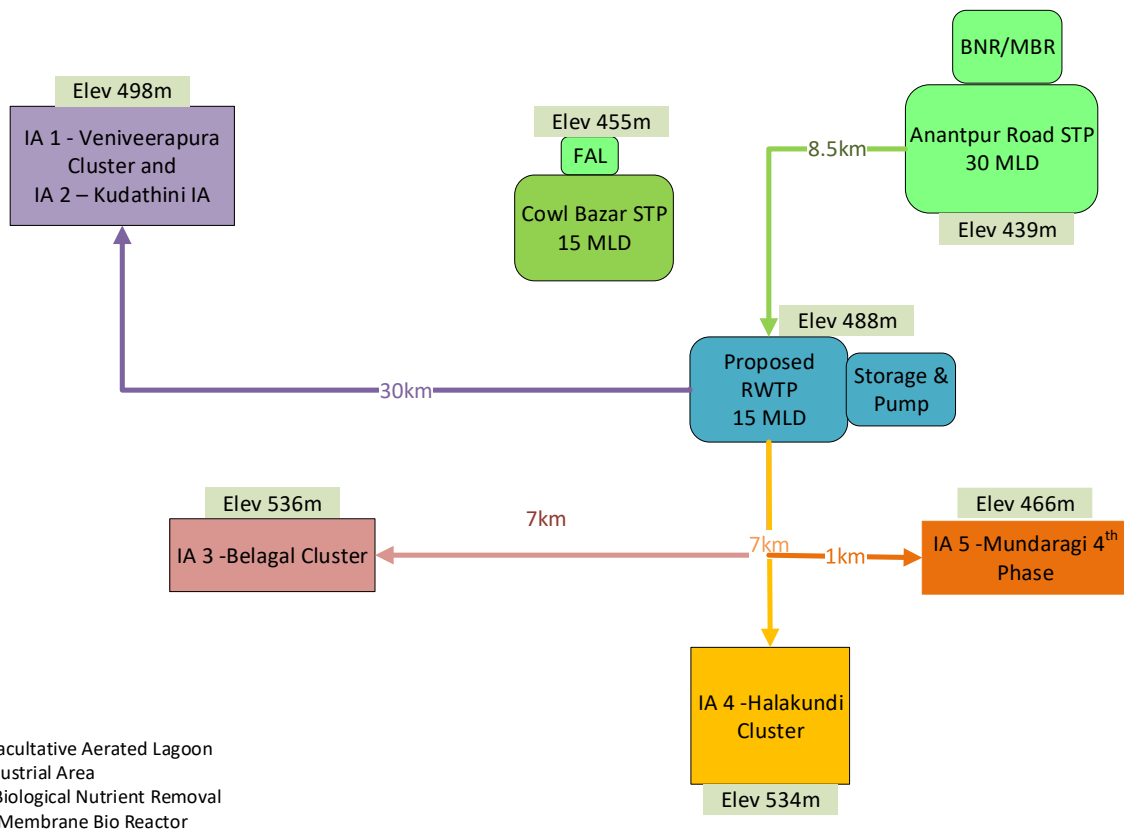 BNR/MBR
Elev 498m
IA 1 - Veniveerapura
Cluster and
IA 2 – Kudathini IA
Elev 455m
FAL
Cowl Bazar STP
15 MLD
8.5km
Anantpur Road STP
30 MLD
Elev 439m
Elev 488m
Proposed
RWTP
15 MLD
Storage &
Pump
30km
Elev 536m
IA 3 -Belagal Cluster
7km
7km
1km
Elev 466m
IA 5 -Mundaragi 4th
Phase
IA 4 -Halakundi
Cluster
Elev 534m
acultative Aerated Lagoon
ustrial Area
Biological Nutrient Removal
Membrane Bio Reactor